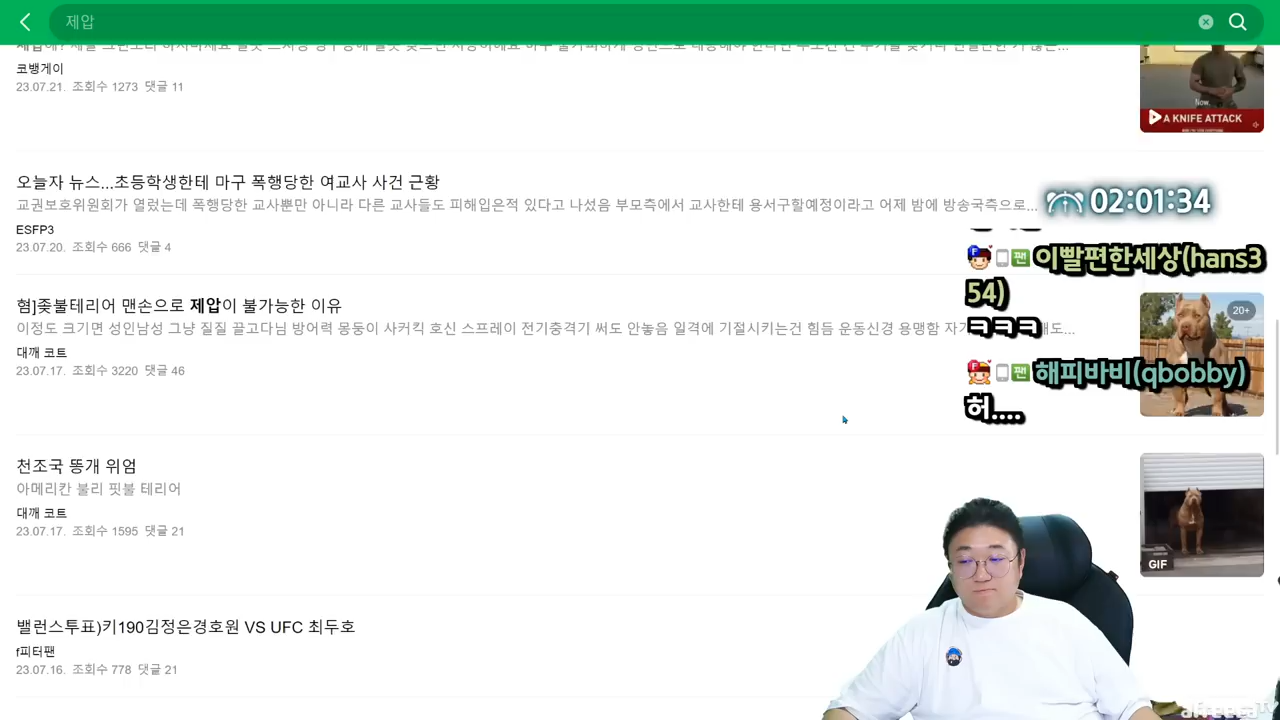 제압
코뱅게이
23.07.21. 조회수 1273 댓글 11
Now.
A KNIFE ATTACK
오늘자 뉴스...초등학생한테 마구 폭행당한 여교사 사건 근황
교권보호위원회가 열렸는데 폭행당한 교사뿐만 아니라 다른 교사들도 피해입은적 있다고 나섰음 부모측에서 교사한테 용서구할예정이라고 어제 밤에 방송국측으로...
ESFP3
23.07.20. 조회수 666 댓글 4
02:01:34
이빨편한세상(hans3
54)
ㅋㅋㅋ
해피바비(qbobby)
허....
혐]좆불테리어 맨손으로 제압이 불가능한 이유
이정도 크기면 성인남성 그냥 질질 끌고다님 방어력 몽둥이 사커킥 호신 스프레이 전기충격기 써도 안놓음 일격에 기절시키는건 힘듬 운동신경 용맹함
대깨 코트
23.07.17. 조회수 3220 댓글 46
20+
천조국 똥개 위엄
아메리칸 불리 핏불 테리어
대깨 코트
23.07.17. 조회수 1595 댓글 21
GIF
밸런스투표)키190김정은경호원 VS UFC 최두호
f피터팬
23.07.16. 조회수 778 댓글 21
afreecaTV